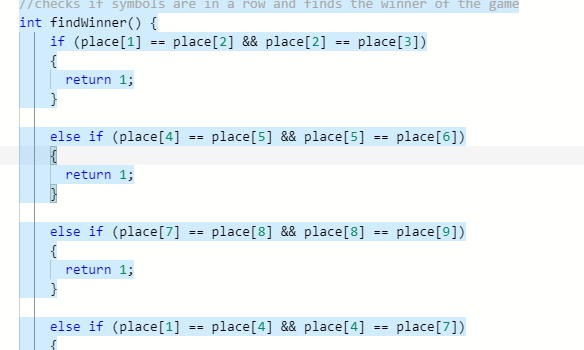 //checks if symbols are in a row and finds the winner of the game
int findWinner() {
if (place[1] == place[2] && place[2] == place[3])
{
return 1;
}
else if (place[4] == place[5] && place[5] == place[6])
{
return 1;
}
else if (place[7] == place[8] && place[8] == place[9])
{
return 1;
}
else if (place[1] == place[4] && place[4] == place[7])
{